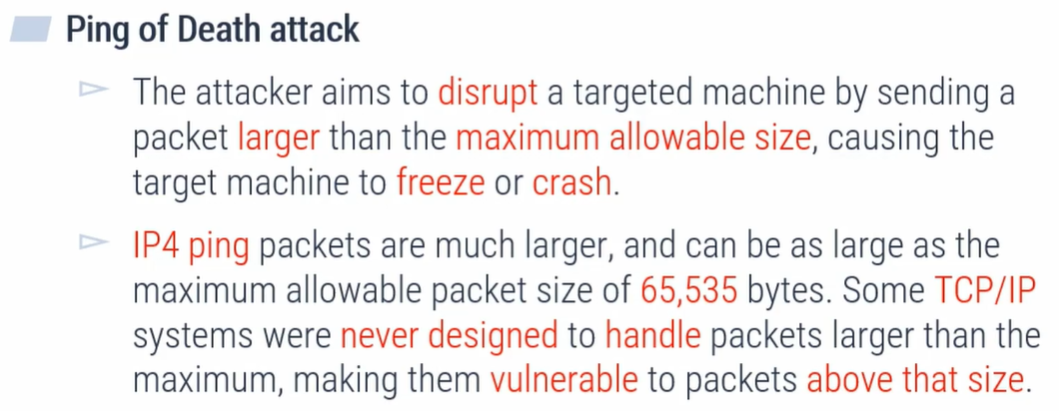 Ping of Death attack
The attacker aims to disrupt a targeted machine by sending a
packet larger than the maximum allowable size, causing the
target machine to freeze or crash.
IP4 ping packets are much larger, and can be as large as the
maximum allowable packet size of 65,535 bytes. Some TCP/IP
systems were never designed to handle packets larger than the
maximum, making them vulnerable to packets above that size.